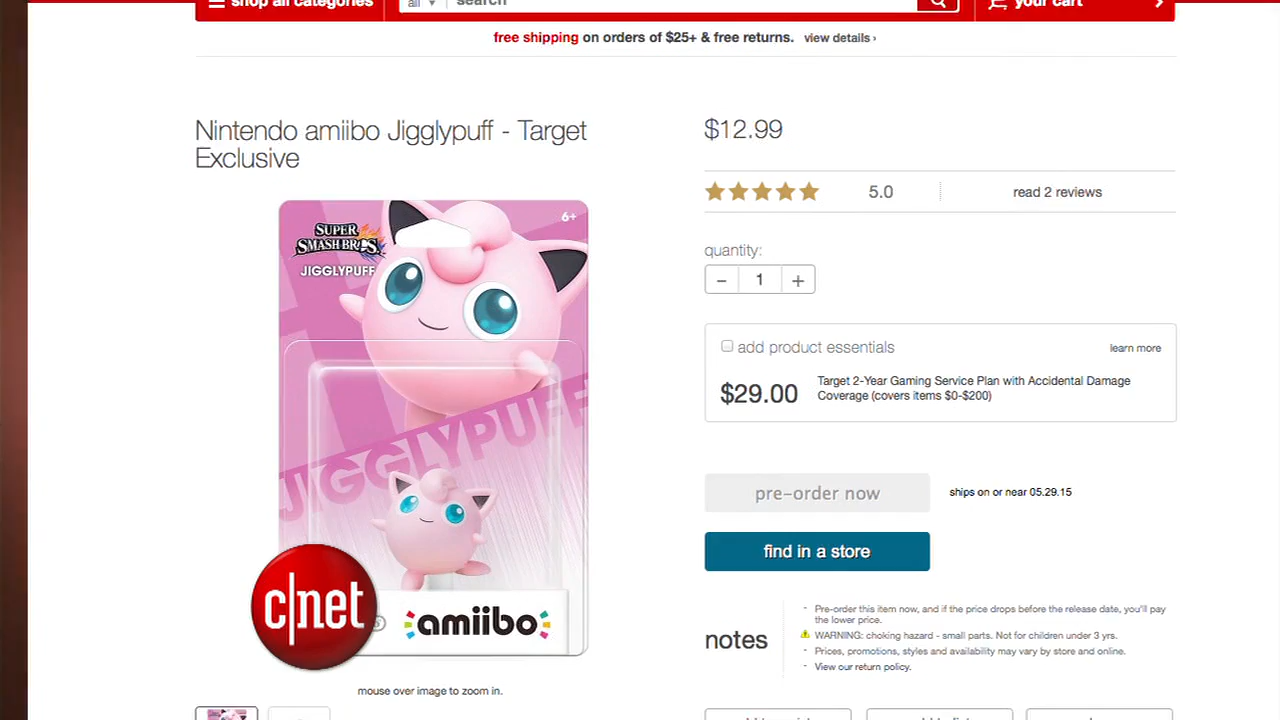 shop all categories
all
search
your cart
free shipping on orders of $25+ & free returns. view details ›
Nintendo amiibo Jigglypuff - Target
Exclusive
$12.99
5.0
read 2 reviews
quantity:
− 1 +
add product essentials
learn more
$29.00
Target 2-Year Gaming Service Plan with Accidental Damage
Coverage (covers items $0-$200)
pre-order now
ships on or near 05.29.15
find in a store
notes
- Pre-order this item now, and if the price drops before the release date, you'll pay
the lower price.
WARNING: choking hazard - small parts. Not for children under 3 yrs.
- Prices, promotions, styles and availability may vary by store and online.
- View our return policy.
6+
SUPER
SMASH BROS.
JIGGLYPUFF
JIGGLYPUFF
c|net
amiibo
mouse over image to zoom in.